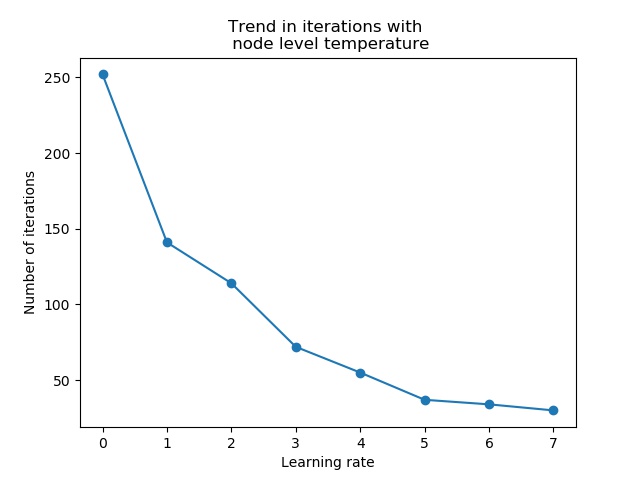 Trend in iterations with
node level temperature
Number of iterations
250
200
150
100
50
0 1 2 3 4 5 6 7
Learning rate